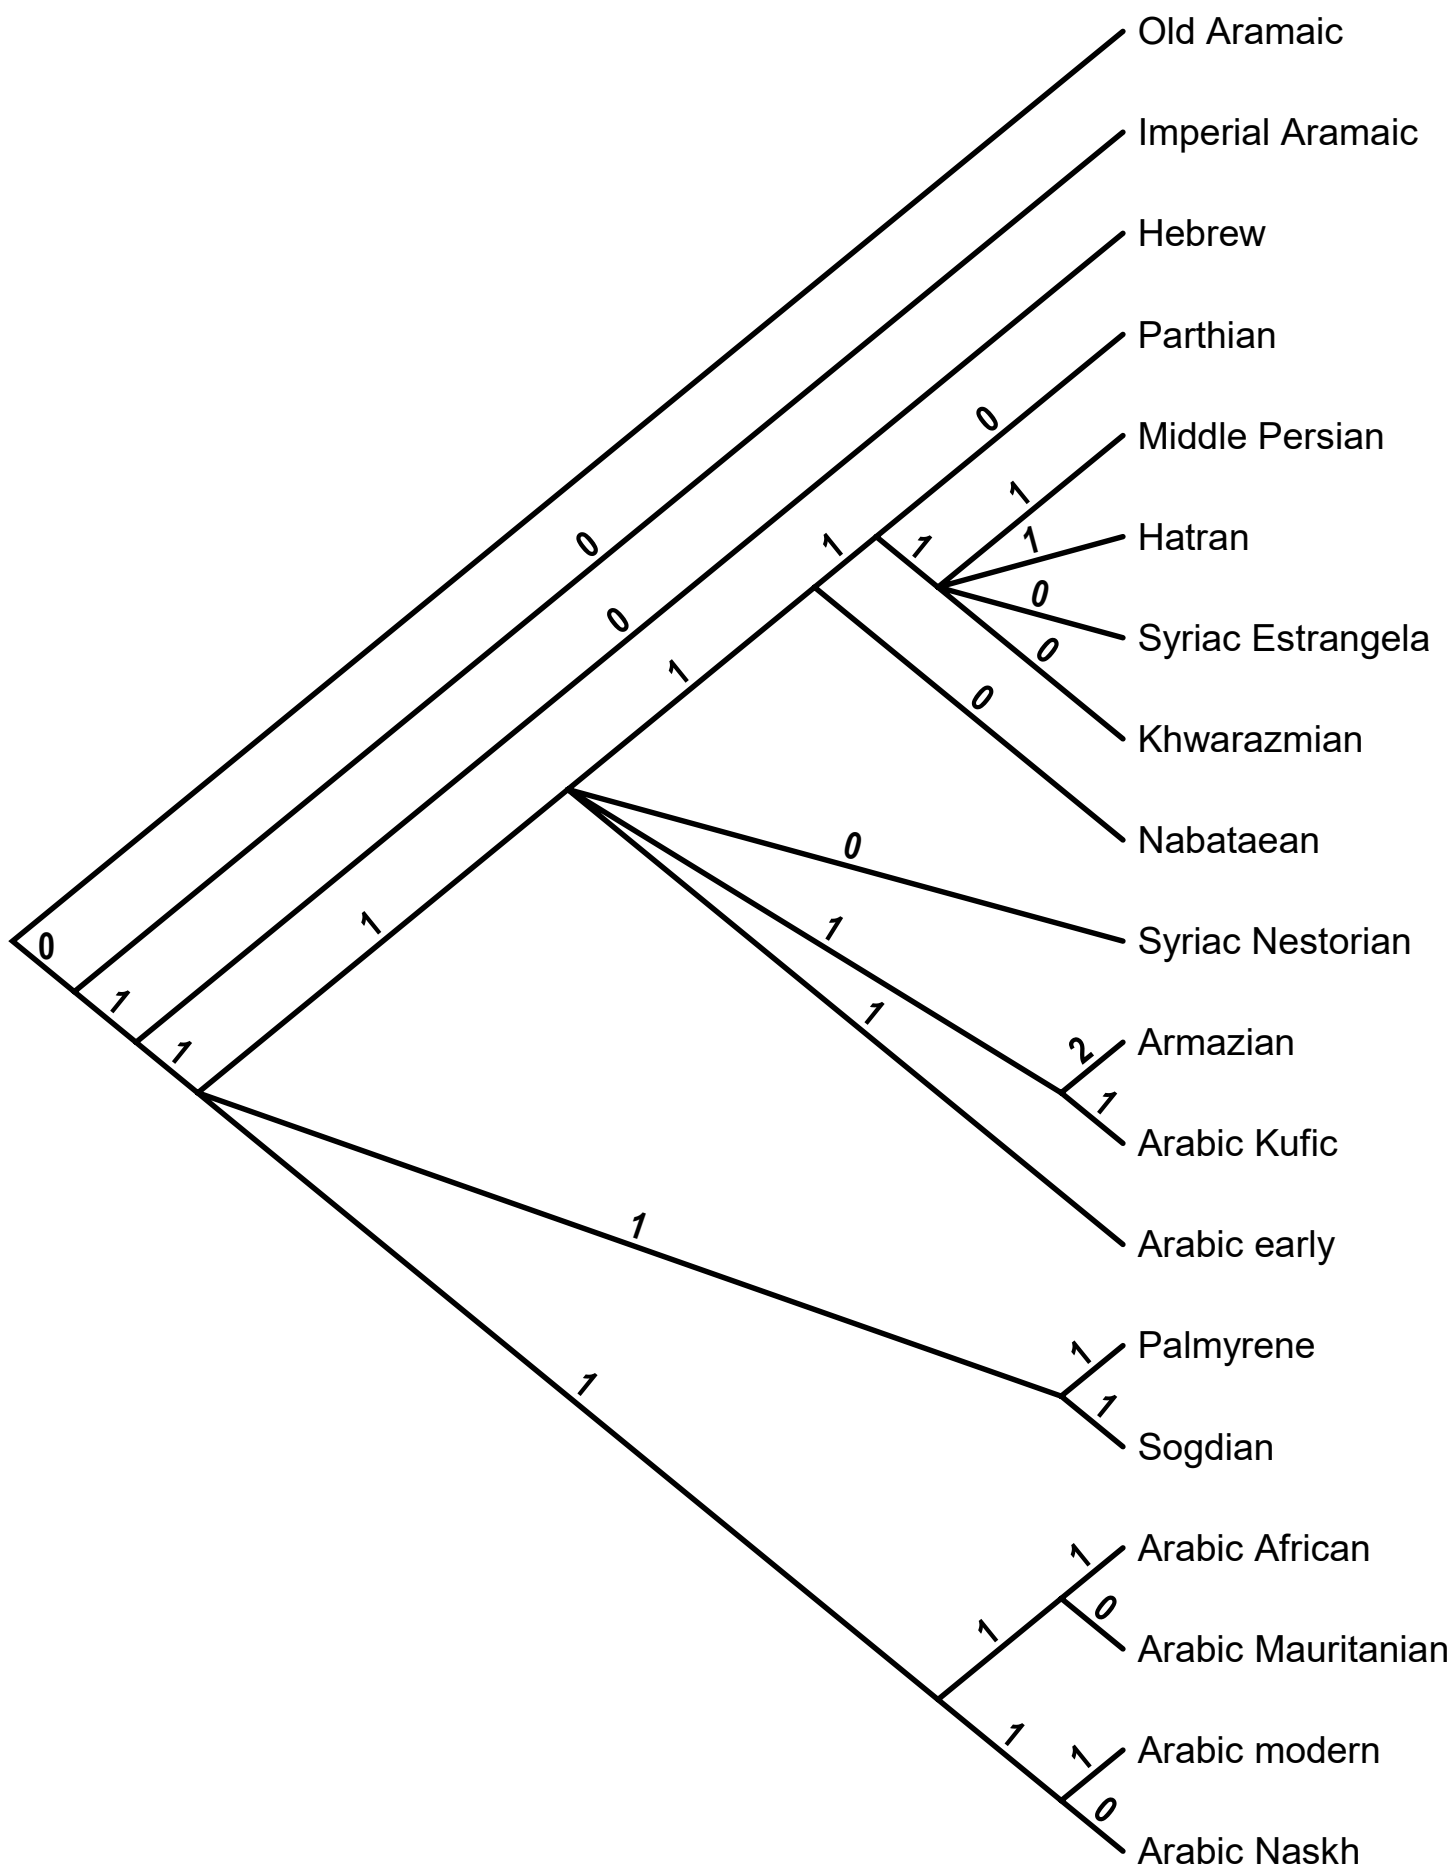 Old Aramaic
Imperial Aramaic
Hebrew
Parthian
0
Middle Persian
1
Hatran
1
0
1
1
0
Syriac Estrangela
0
0
1
0
Khwarazmian
0
Nabataean
0
Syriac Nestorian
1
1
0
1
1
Armazian
2
1
Arabic Kufic
1
Arabic early
1
Palmyrene
1
1
1
Sogdian
Arabic African
1
0
1
Arabic Mauritanian
1
Arabic modern
1
0
Arabic Naskh